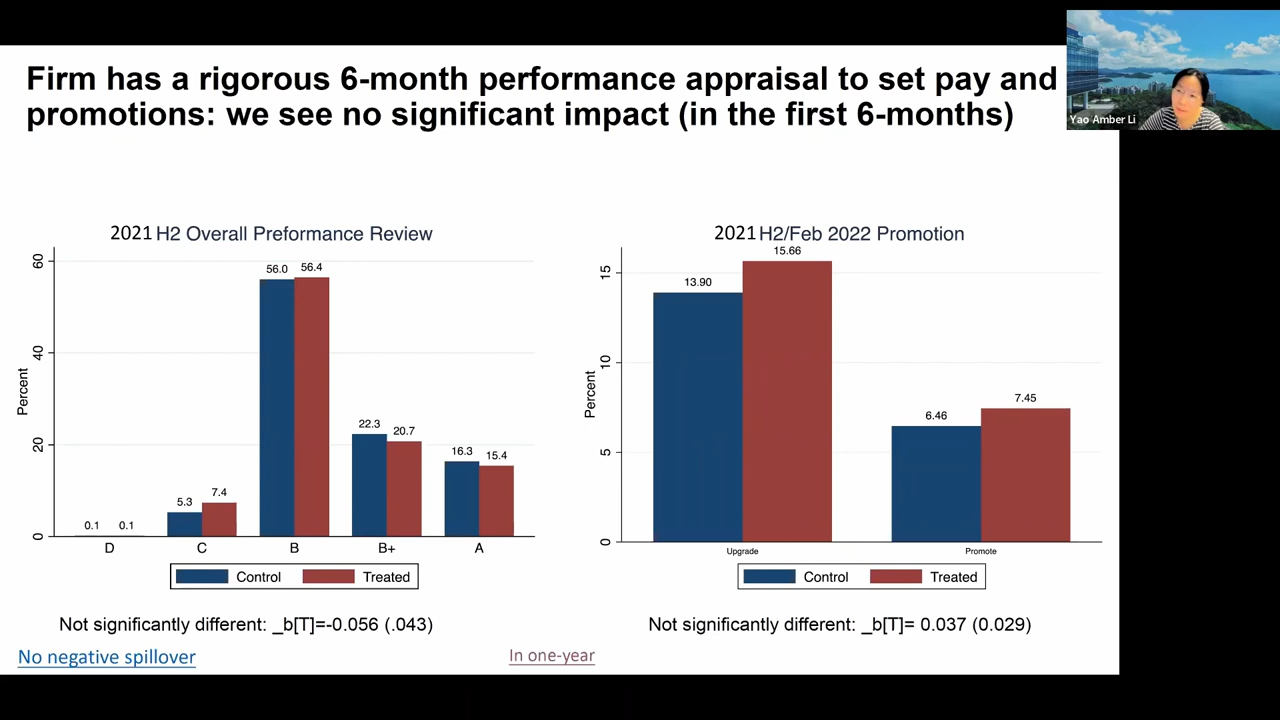 Firm has a rigorous 6-month performance appraisal to set pay and
promotions: we see no significant impact (in the first 6-months)
Yao Amber Li
2021 H2 Overall Preformance Review
Percent
60
40
20
0
0.1
0.1
5.3
7.4
56.0
56.4
22.3
20.7
16.3
15.4
D
C
B
B+
A
Control
Treated
Not significantly different: _b[T]=-0.056 (.043)
2021 H2/Feb 2022 Promotion
Percent
15
10
5
0
13.90
15.66
6.46
7.45
Upgrade
Promote
Control
Treated
Not significantly different: _b[T]= 0.037 (0.029)
No negative spillover
In one-year